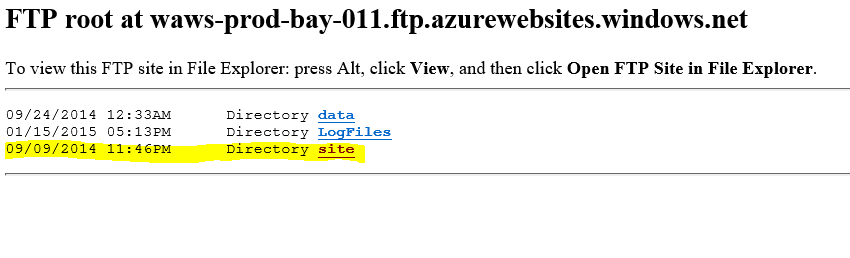 FTP root at waws-prod-bay-011.ftp.azurewebsites.windows.net
To view this FTP site in File Explorer: press Alt, click View, and then click Open FTP Site in File Explorer.
09/24/2014 12:33AM Directory data
01/15/2015 05:13PM Directory LogFiles
09/09/2014 11:46PM Directory site